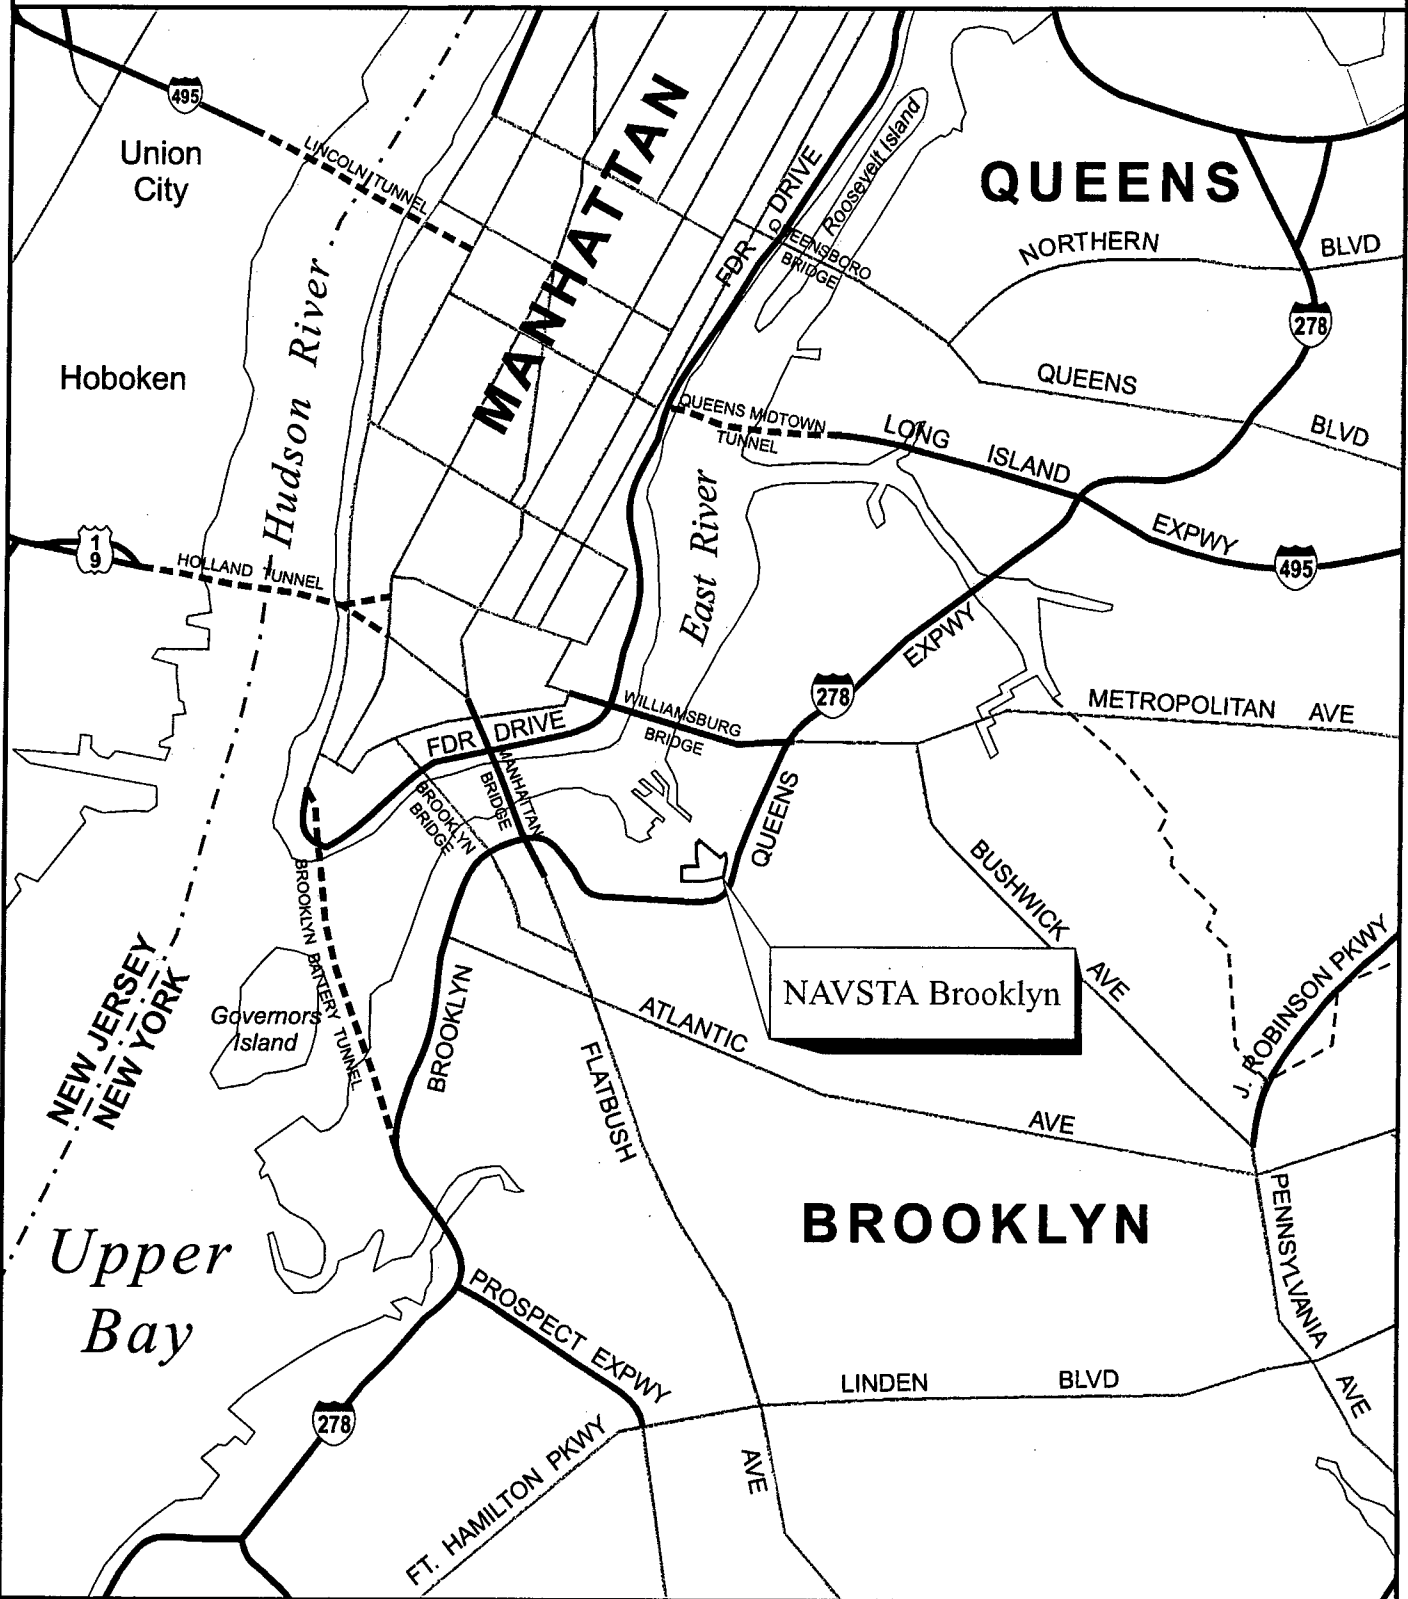 495
Union
City
LINCOLN TUNNEL
MANHATTAN
FDR DRIVE
Roosevelt Island
QUEENSBORO
BRIDGE
QUEENS
NORTHERN BLVD
278
Hoboken
Hudson River
QUEENS BLVD
QUEENS MIDTOWN
TUNNEL
LONG ISLAND EXPWY
495
1
9
HOLLAND TUNNEL
East River
EXPWY
278
WILLIAMSBURG
BRIDGE
METROPOLITAN AVE
FDR DRIVE
MANHATTAN
BRIDGE
BROOKLYN
BRIDGE
QUEENS
BUSHWICK AVE
BROOKLYN BATTERY TUNNEL
NEW JERSEY
NEW YORK
Governors
Island
BROOKLYN
NAVSTA Brooklyn
ATLANTIC AVE
FLATBUSH AVE
J. ROBINSON PKWY
BROOKLYN
PENNSYLVANIA AVE
Upper
Bay
PROSPECT EXPWY
LINDEN BLVD
278
FT. HAMILTON PKWY